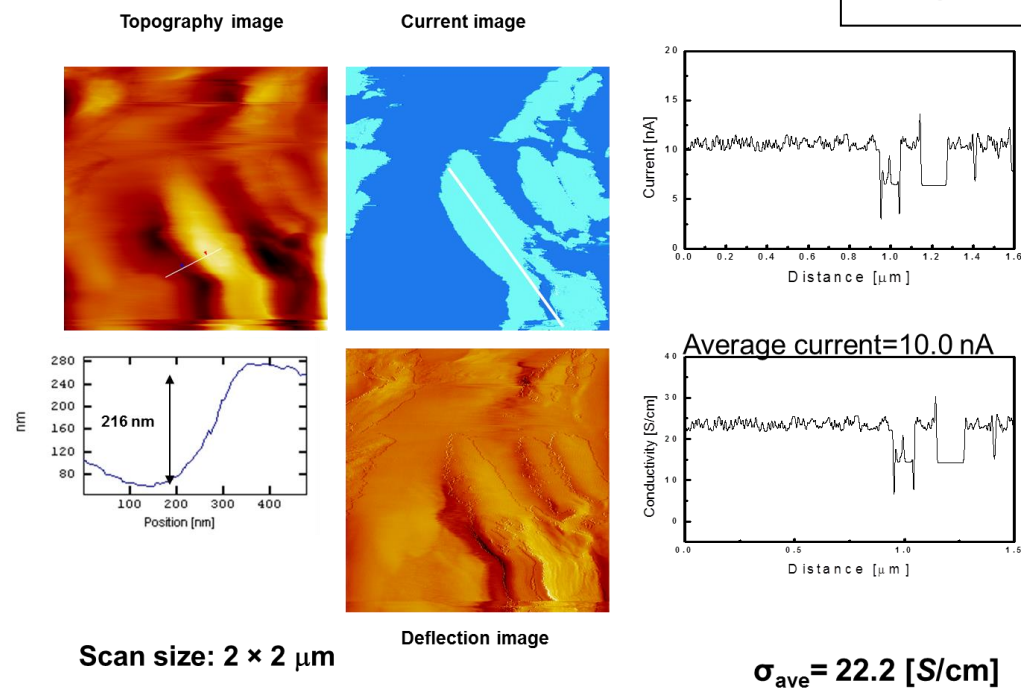 Topography image
Current image
20
15
10
5
0
Current [nA]
0.0 0.2 0.4 0.6 0.8 1.0 1.2 1.4 1.6
Distance [μm]
280
240
200
160
120
80
nm
216 nm
100 200 300 400
Position [nm]
Average current=10.0 nA
40
30
20
10
0
Conductivity [S/cm]
0.0 0.5 1.0 1.5
Distance [μm]
Deflection image
Scan size: 2 × 2 μm
σave= 22.2 [S/cm]